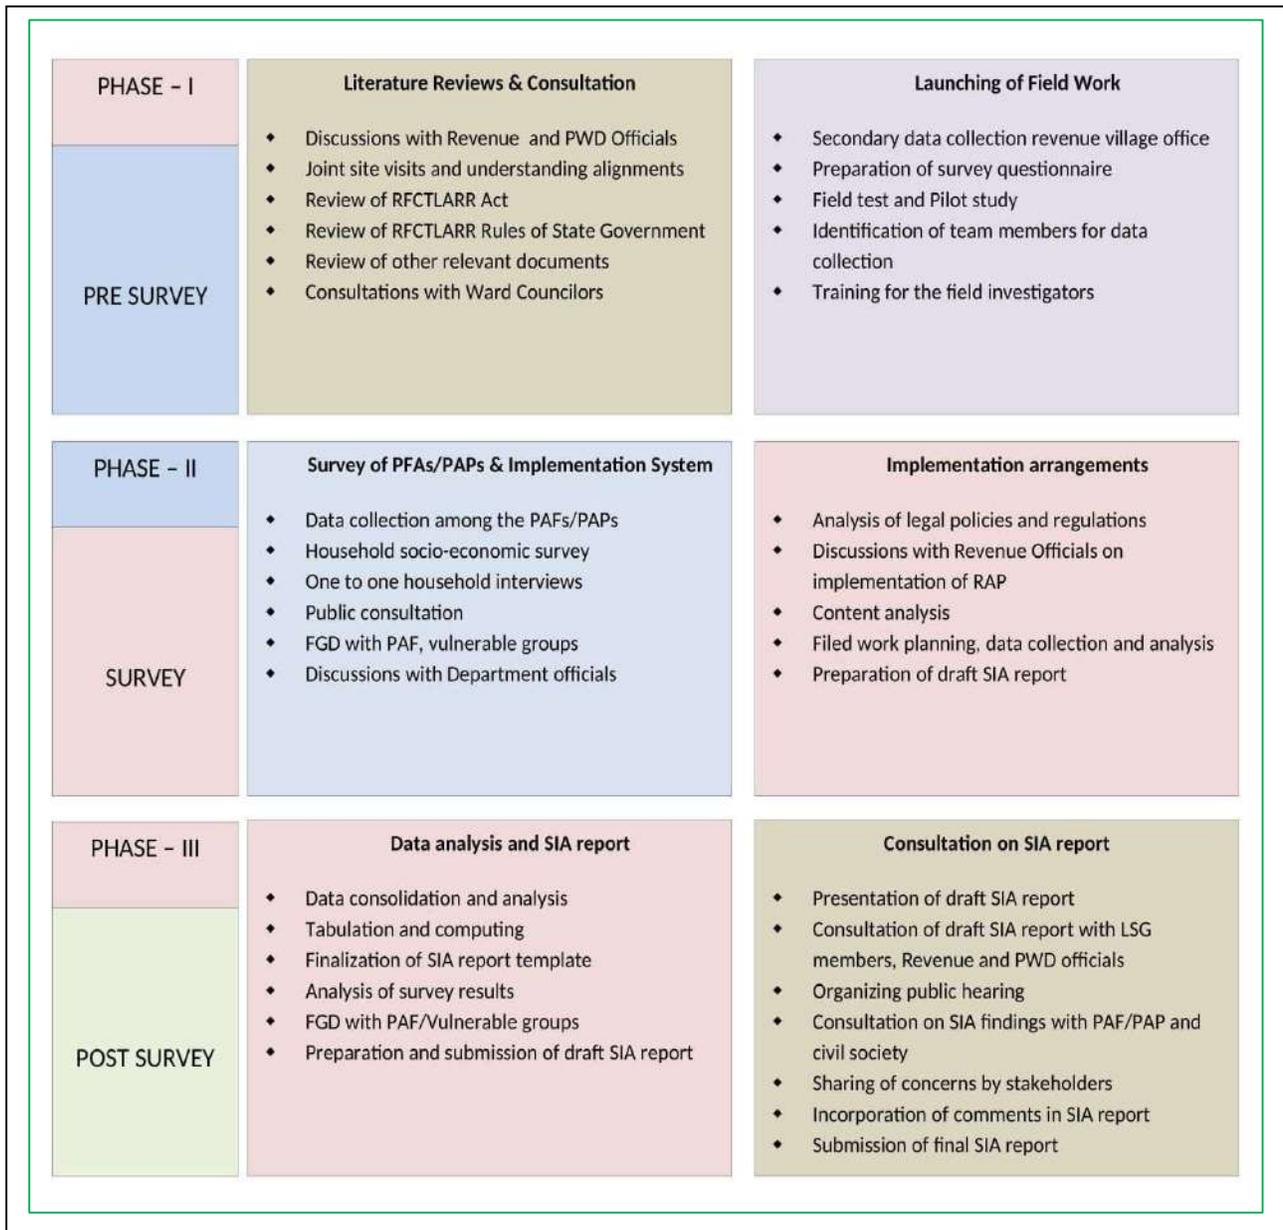 PHASE – I
PRE SURVEY
Literature Reviews & Consultation
◆ Discussions with Revenue and PWD Officials
◆ Joint site visits and understanding alignments
◆ Review of RFCTLARR Act
◆ Review of RFCTLARR Rules of State Government
◆ Review of other relevant documents
◆ Consultations with Ward Councilors
Launching of Field Work
◆ Secondary data collection revenue village office
◆ Preparation of survey questionnaire
◆ Field test and Pilot study
◆ Identification of team members for data
collection
◆ Training for the field investigators
PHASE – II
SURVEY
Survey of PFAs/PAPs & Implementation System
◆ Data collection among the PAFs/PAPs
◆ Household socio-economic survey
◆ One to one household interviews
◆ Public consultation
◆ FGD with PAF, vulnerable groups
◆ Discussions with Department officials
Implementation arrangements
◆ Analysis of legal policies and regulations
◆ Discussions with Revenue Officials on
implementation of RAP
◆ Content analysis
◆ Filed work planning, data collection and analysis
◆ Preparation of draft SIA report
PHASE – III
POST SURVEY
Data analysis and SIA report
◆ Data consolidation and analysis
◆ Tabulation and computing
◆ Finalization of SIA report template
◆ Analysis of survey results
◆ FGD with PAF/Vulnerable groups
◆ Preparation and submission of draft SIA report
Consultation on SIA report
◆ Presentation of draft SIA report
◆ Consultation of draft SIA report with LSG
members, Revenue and PWD officials
◆ Organizing public hearing
◆ Consultation on SIA findings with PAF/PAP and
civil society
◆ Sharing of concerns by stakeholders
◆ Incorporation of comments in SIA report
◆ Submission of final SIA report